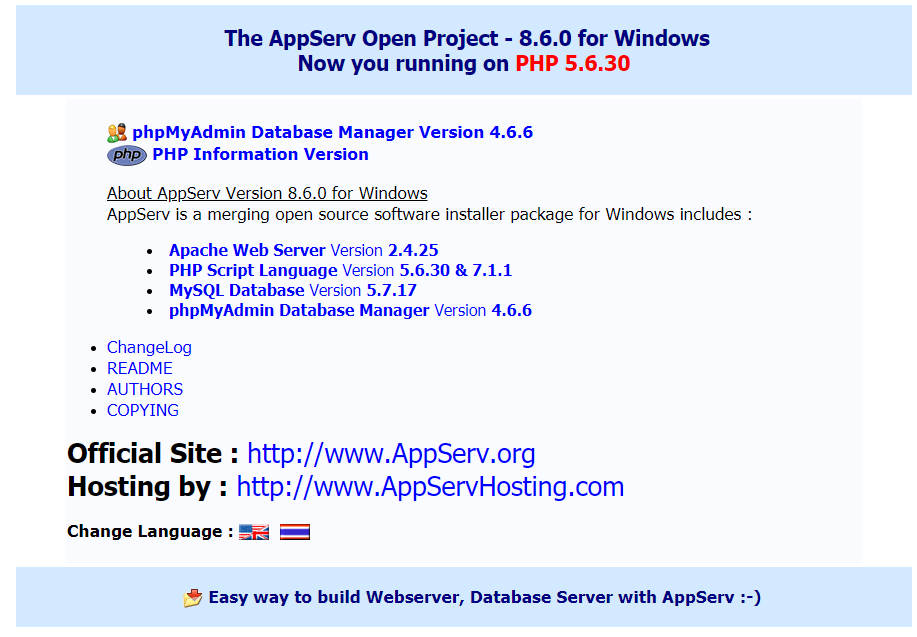 The AppServ Open Project - 8.6.0 for Windows
Now you running on PHP 5.6.30
phpMyAdmin Database Manager Version 4.6.6
php PHP Information Version
About AppServ Version 8.6.0 for Windows
AppServ is a merging open source software installer package for Windows includes :
Apache Web Server Version 2.4.25
PHP Script Language Version 5.6.30 & 7.1.1
MySQL Database Version 5.7.17
phpMyAdmin Database Manager Version 4.6.6
ChangeLog
README
AUTHORS
COPYING
Official Site : http://www.AppServ.org
Hosting by : http://www.AppServHosting.com
Change Language :
Easy way to build Webserver, Database Server with AppServ :-)